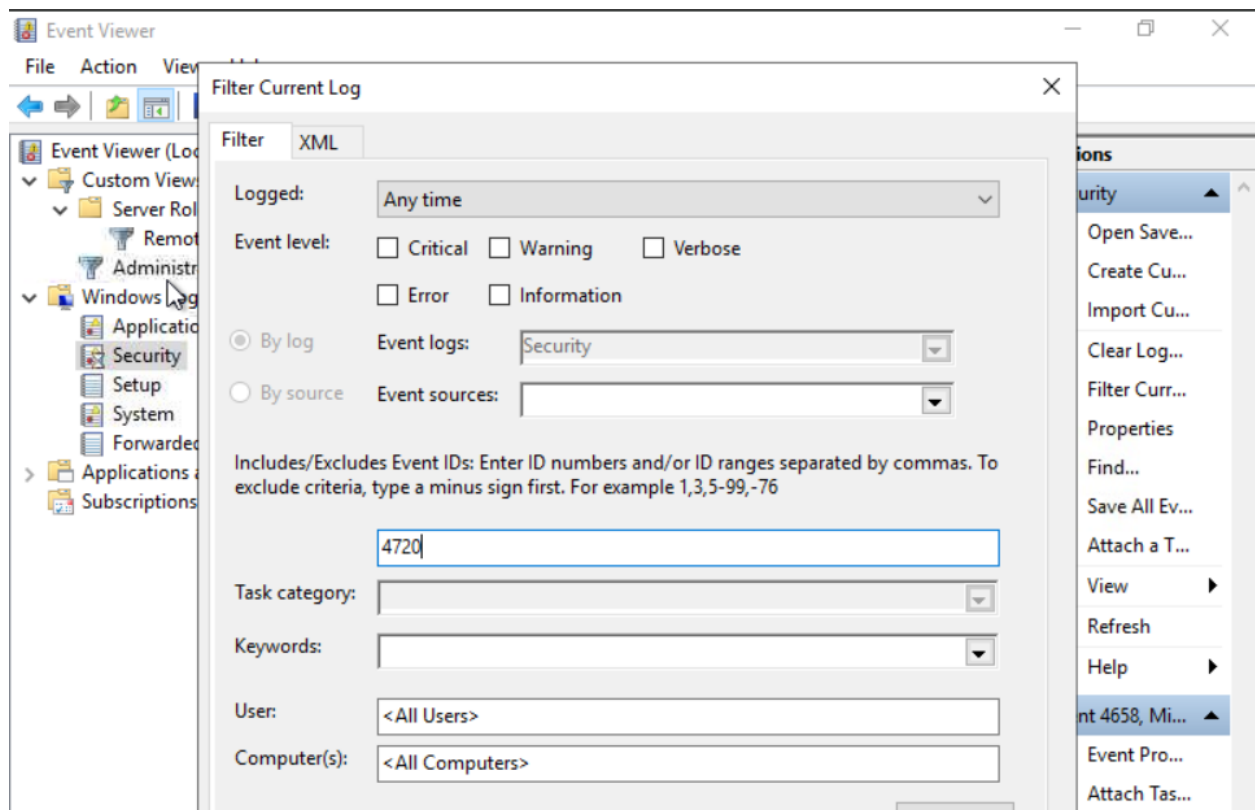 Event Viewer
File Action View
Filter Current Log
Filter XML
Event Viewer (Loc
Custom Views
Server Rol
Remot
Administr
Windows Log
Applicatio
Security
Setup
System
Forwarded
Applications a
Subscriptions
Logged: Any time
Event level: Critical Warning Verbose
Error Information
By log Event logs: Security
By source Event sources:
Includes/Excludes Event IDs: Enter ID numbers and/or ID ranges separated by commas. To
exclude criteria, type a minus sign first. For example 1,3,5-99,-76
4720
Task category:
Keywords:
User: <All Users>
Computer(s): <All Computers>
ions
urity
Open Save...
Create Cu...
Import Cu...
Clear Log...
Filter Curr...
Properties
Find...
Save All Ev...
Attach a T...
View
Refresh
Help
nt 4658, Mi...
Event Pro...
Attach Tas...